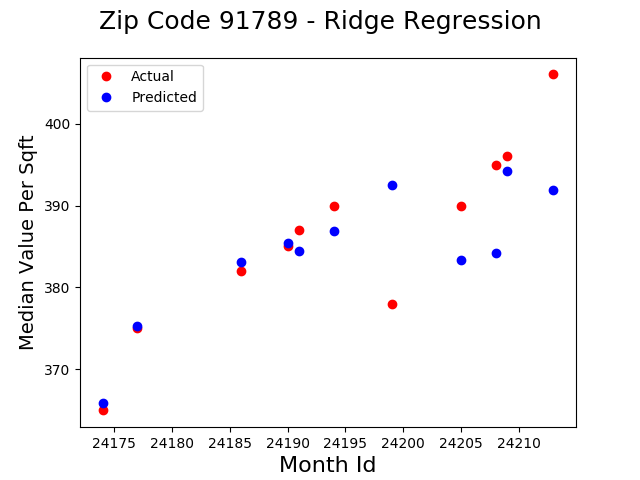 Zip Code 91789 - Ridge Regression
Actual
Predicted
Median Value Per Sqft
400
390
380
370
24175 24180 24185 24190 24195 24200 24205 24210
Month Id